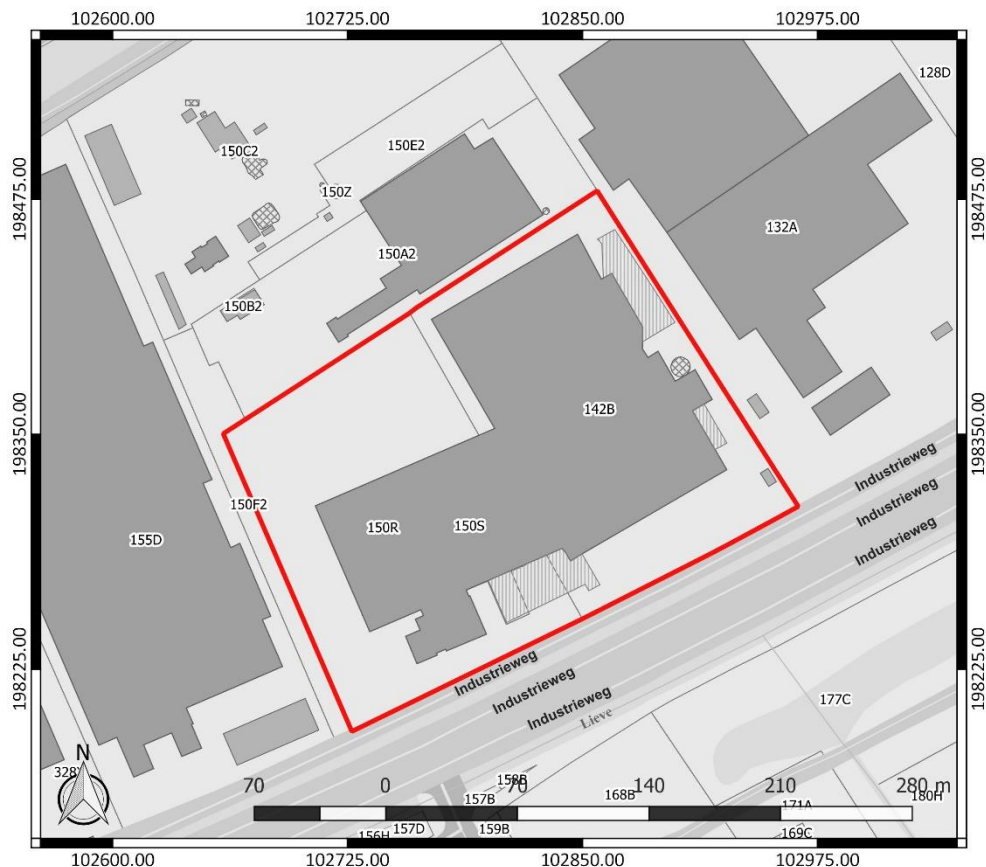 102600.00 102725.00 102850.00 102975.00
128D
150C2
150E2
198475.00
198475.00
150Z
132A
150A2
150B2
142B
198350.00
198350.00
Industrieweg
Industrieweg
150F2
150R
150S
155D
Industrieweg
198225.00
198225.00
Industrieweg
Industrieweg
Industrieweg
177C
Lieve
N
70 0 70 140 210 280 m
158B
157B
168B
180H
171A
157D
159B
156H
169C
102600.00 102725.00 102850.00 102975.00